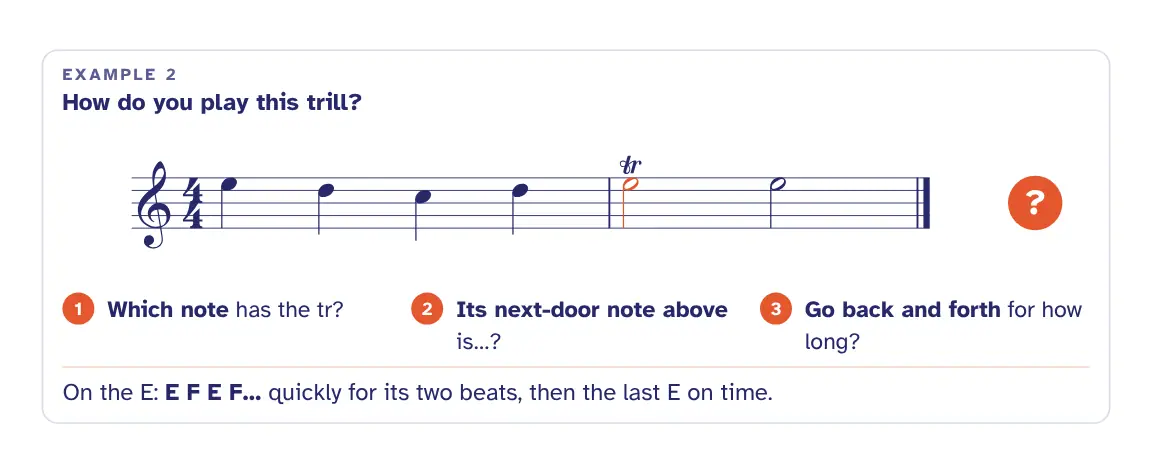 EXAMPLE 2
How do you play this trill?
tr
4
4
?
1 Which note has the tr?
2 Its next-door note above
is...?
3 Go back and forth for how
long?
On the E: E F E F... quickly for its two beats, then the last E on time.